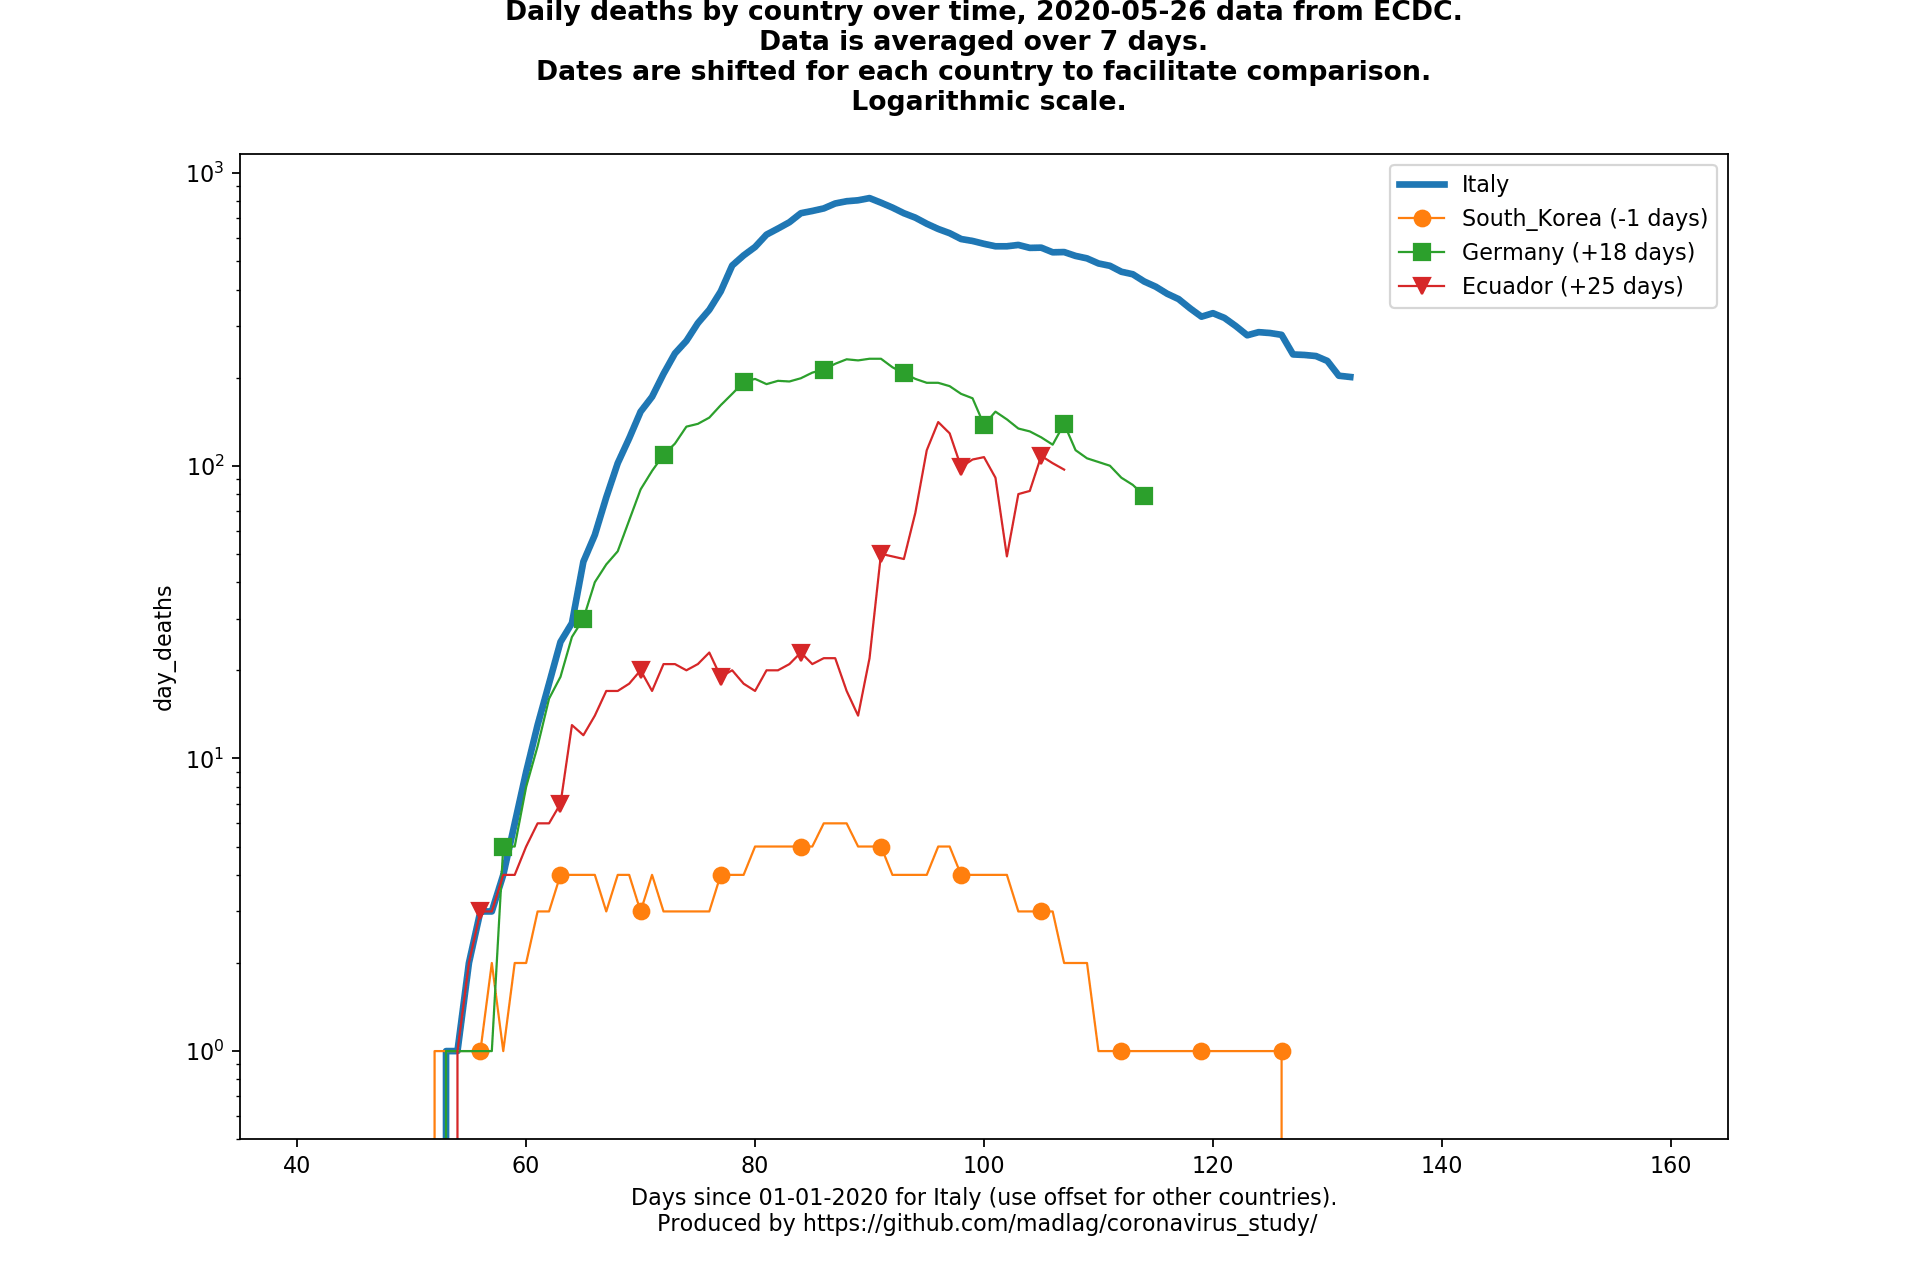 Daily deaths by country over time, 2020-05-26 data from ECDC.
Data is averaged over 7 days.
Dates are shifted for each country to facilitate comparison.
Logarithmic scale.
10³
10²
10¹
10⁰
day_deaths
Italy
South_Korea (-1 days)
Germany (+18 days)
Ecuador (+25 days)
40 60 80 100 120 140 160
Days since 01-01-2020 for Italy (use offset for other countries).
Produced by https://github.com/madlag/coronavirus_study/